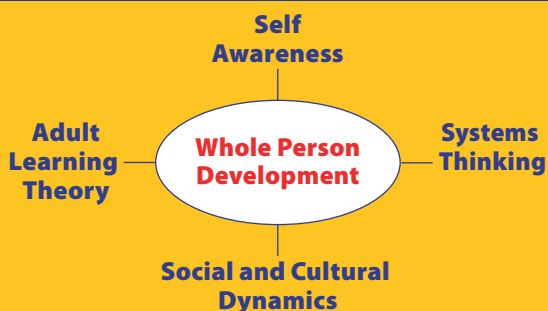 Self
Awareness
Adult
Learning
Theory
Whole Person
Development
Systems
Thinking
Social and Cultural
Dynamics